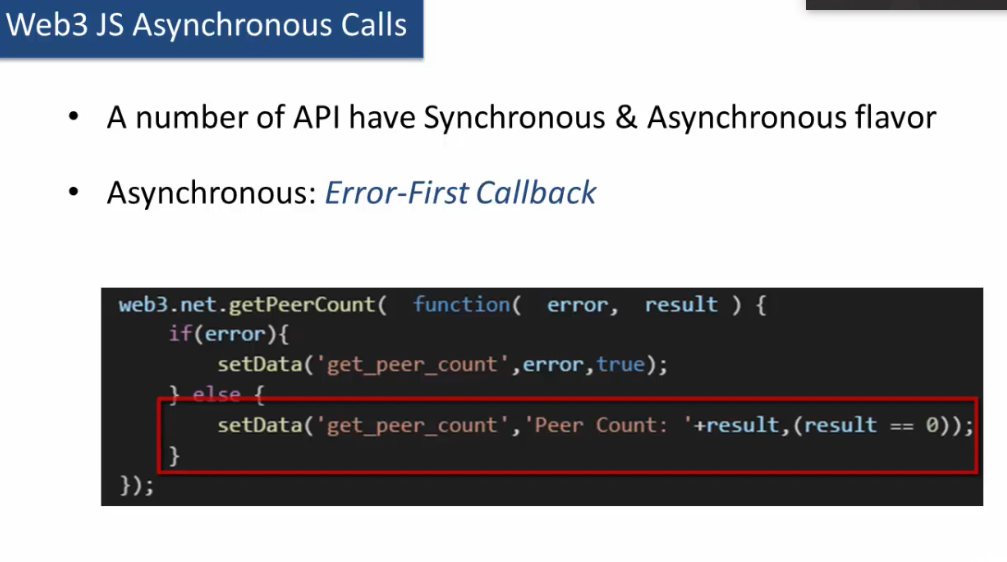 Web3 JS Asynchronous Calls
• A number of API have Synchronous & Asynchronous flavor
• Asynchronous: Error-First Callback
web3.net.getPeerCount( function( error, result ) {
if(error){
setData('get_peer_count',error,true);
} else {
setData('get_peer_count','Peer Count: '+result,(result == 0));
}
});